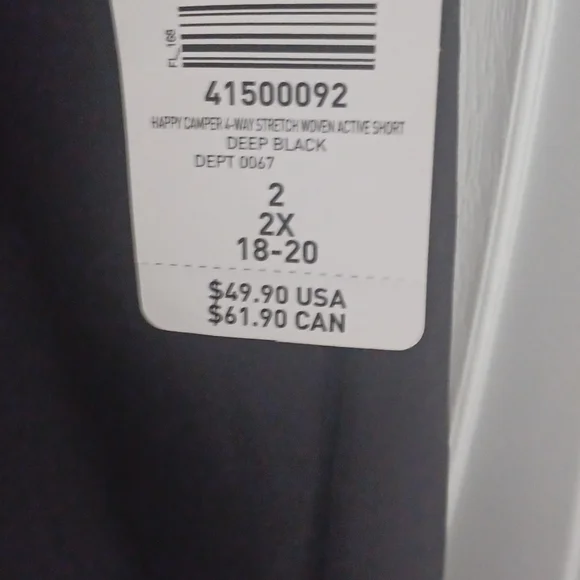 FL_168
41500092
HAPPY CAMPER 4-WAY STRETCH WOVEN ACTIVE SHORT
DEEP BLACK
DEPT 0067
2
2X
18-20
$49.90 USA
$61.90 CAN